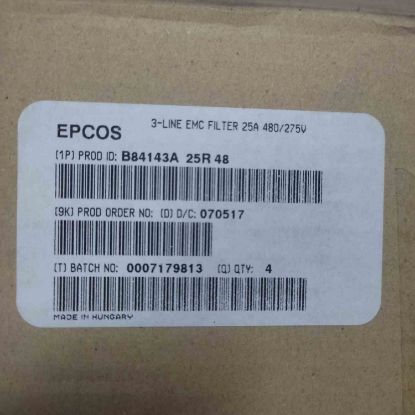 EPCOS 3-LINE EMC FILTER 25A 480/275V
(1P) PROD ID: B84143A 25R 48
(9K) PROD ORDER NO: (D) D/C: 070517
(T) BATCH NO: 0007179813 (Q) QTY: 4
MADE IN HUNGARY